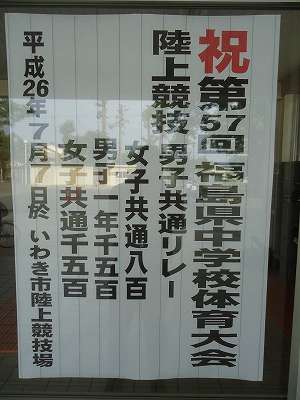 祝第57回福島県中学校体育大会
陸上競技 男子共通リレー
女子共通八百
男子一年千五百
女子共通千五百
平成26年7月7日於 いわき市陸上競技場